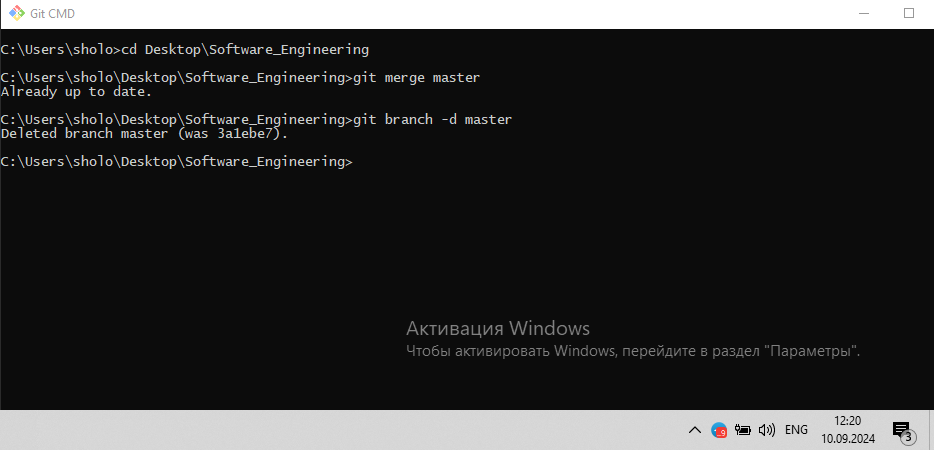 Git CMD
C:\Users\sholo>cd Desktop\Software_Engineering
C:\Users\sholo\Desktop\Software_Engineering>git merge master
Already up to date.
C:\Users\sholo\Desktop\Software_Engineering>git branch -d master
Deleted branch master (was 3a1ebe7).
C:\Users\sholo\Desktop\Software_Engineering>
Активация Windows
Чтобы активировать Windows, перейдите в раздел "Параметры".
9
ENG
12:20
10.09.2024
3